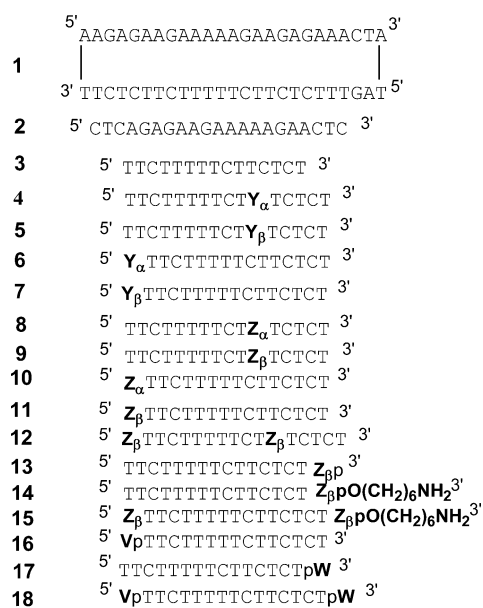 5' AAGAGAAGAAAAAGAAGAGAAACTA 3'
1
3' TTCTCTTCTTTTTCTTCTCTTTGAT 5'
2 5' CTCAGAGAAGAAAAAGAACTC 3'
3 5' TTCTTTTTCTTCTCT 3'
4 5' TTCTTTTTCTYαTCTCT 3'
5 5' TTCTTTTTCTYβTCTCT 3'
6 5' YαTTCTTTTTCTTCTCT 3'
7 5' YβTTCTTTTTCTTCTCT 3'
8 5' TTCTTTTTCTZαTCTCT 3'
9 5' TTCTTTTTCTZβTCTCT 3'
10 5' ZαTTCTTTTTCTTCTCT 3'
11 5' ZβTTCTTTTTCTTCTCT 3'
12 5' ZβTTCTTTTTCTZβTCTCT 3'
13 5' TTCTTTTTCTTCTCT Zβp 3'
14 5' TTCTTTTTCTTCTCT ZβpO(CH2)6NH2 3'
15 5' ZβTTCTTTTTCTTCTCT ZβpO(CH2)6NH2 3'
16 5' VpTTCTTTTTCTTCTCT 3'
17 5' TTCTTTTTCTTCTCTpW 3'
18 5' VpTTCTTTTTCTTCTCTpW 3'